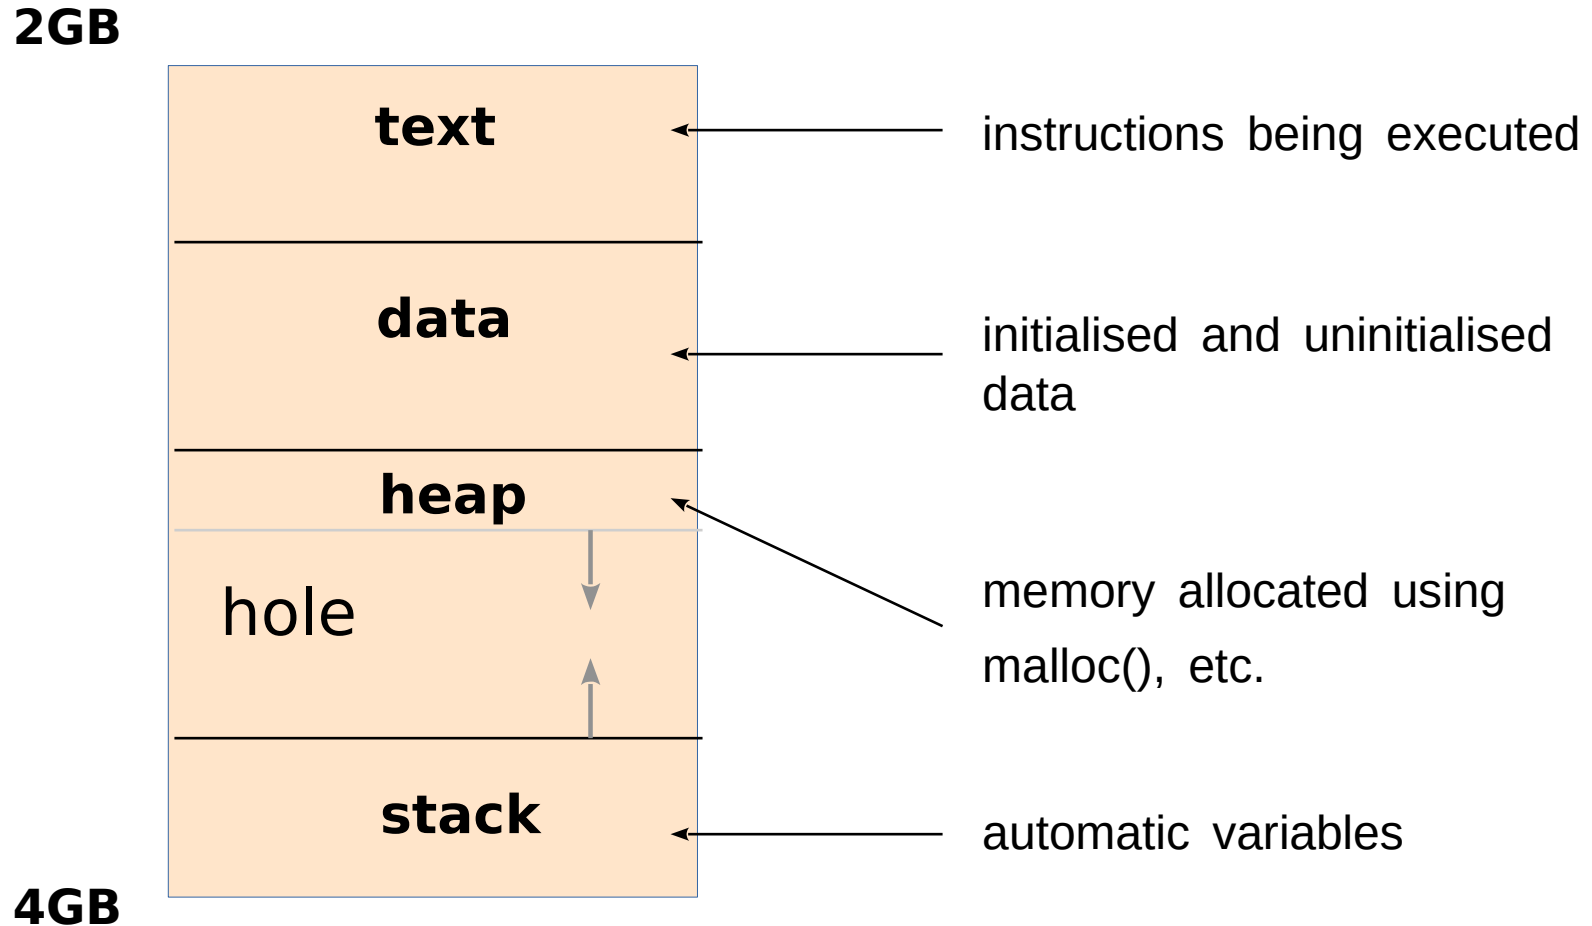 2GB
text
instructions being executed
data
initialised and uninitialised
data
heap
hole
memory allocated using
malloc(), etc.
stack
automatic variables
4GB